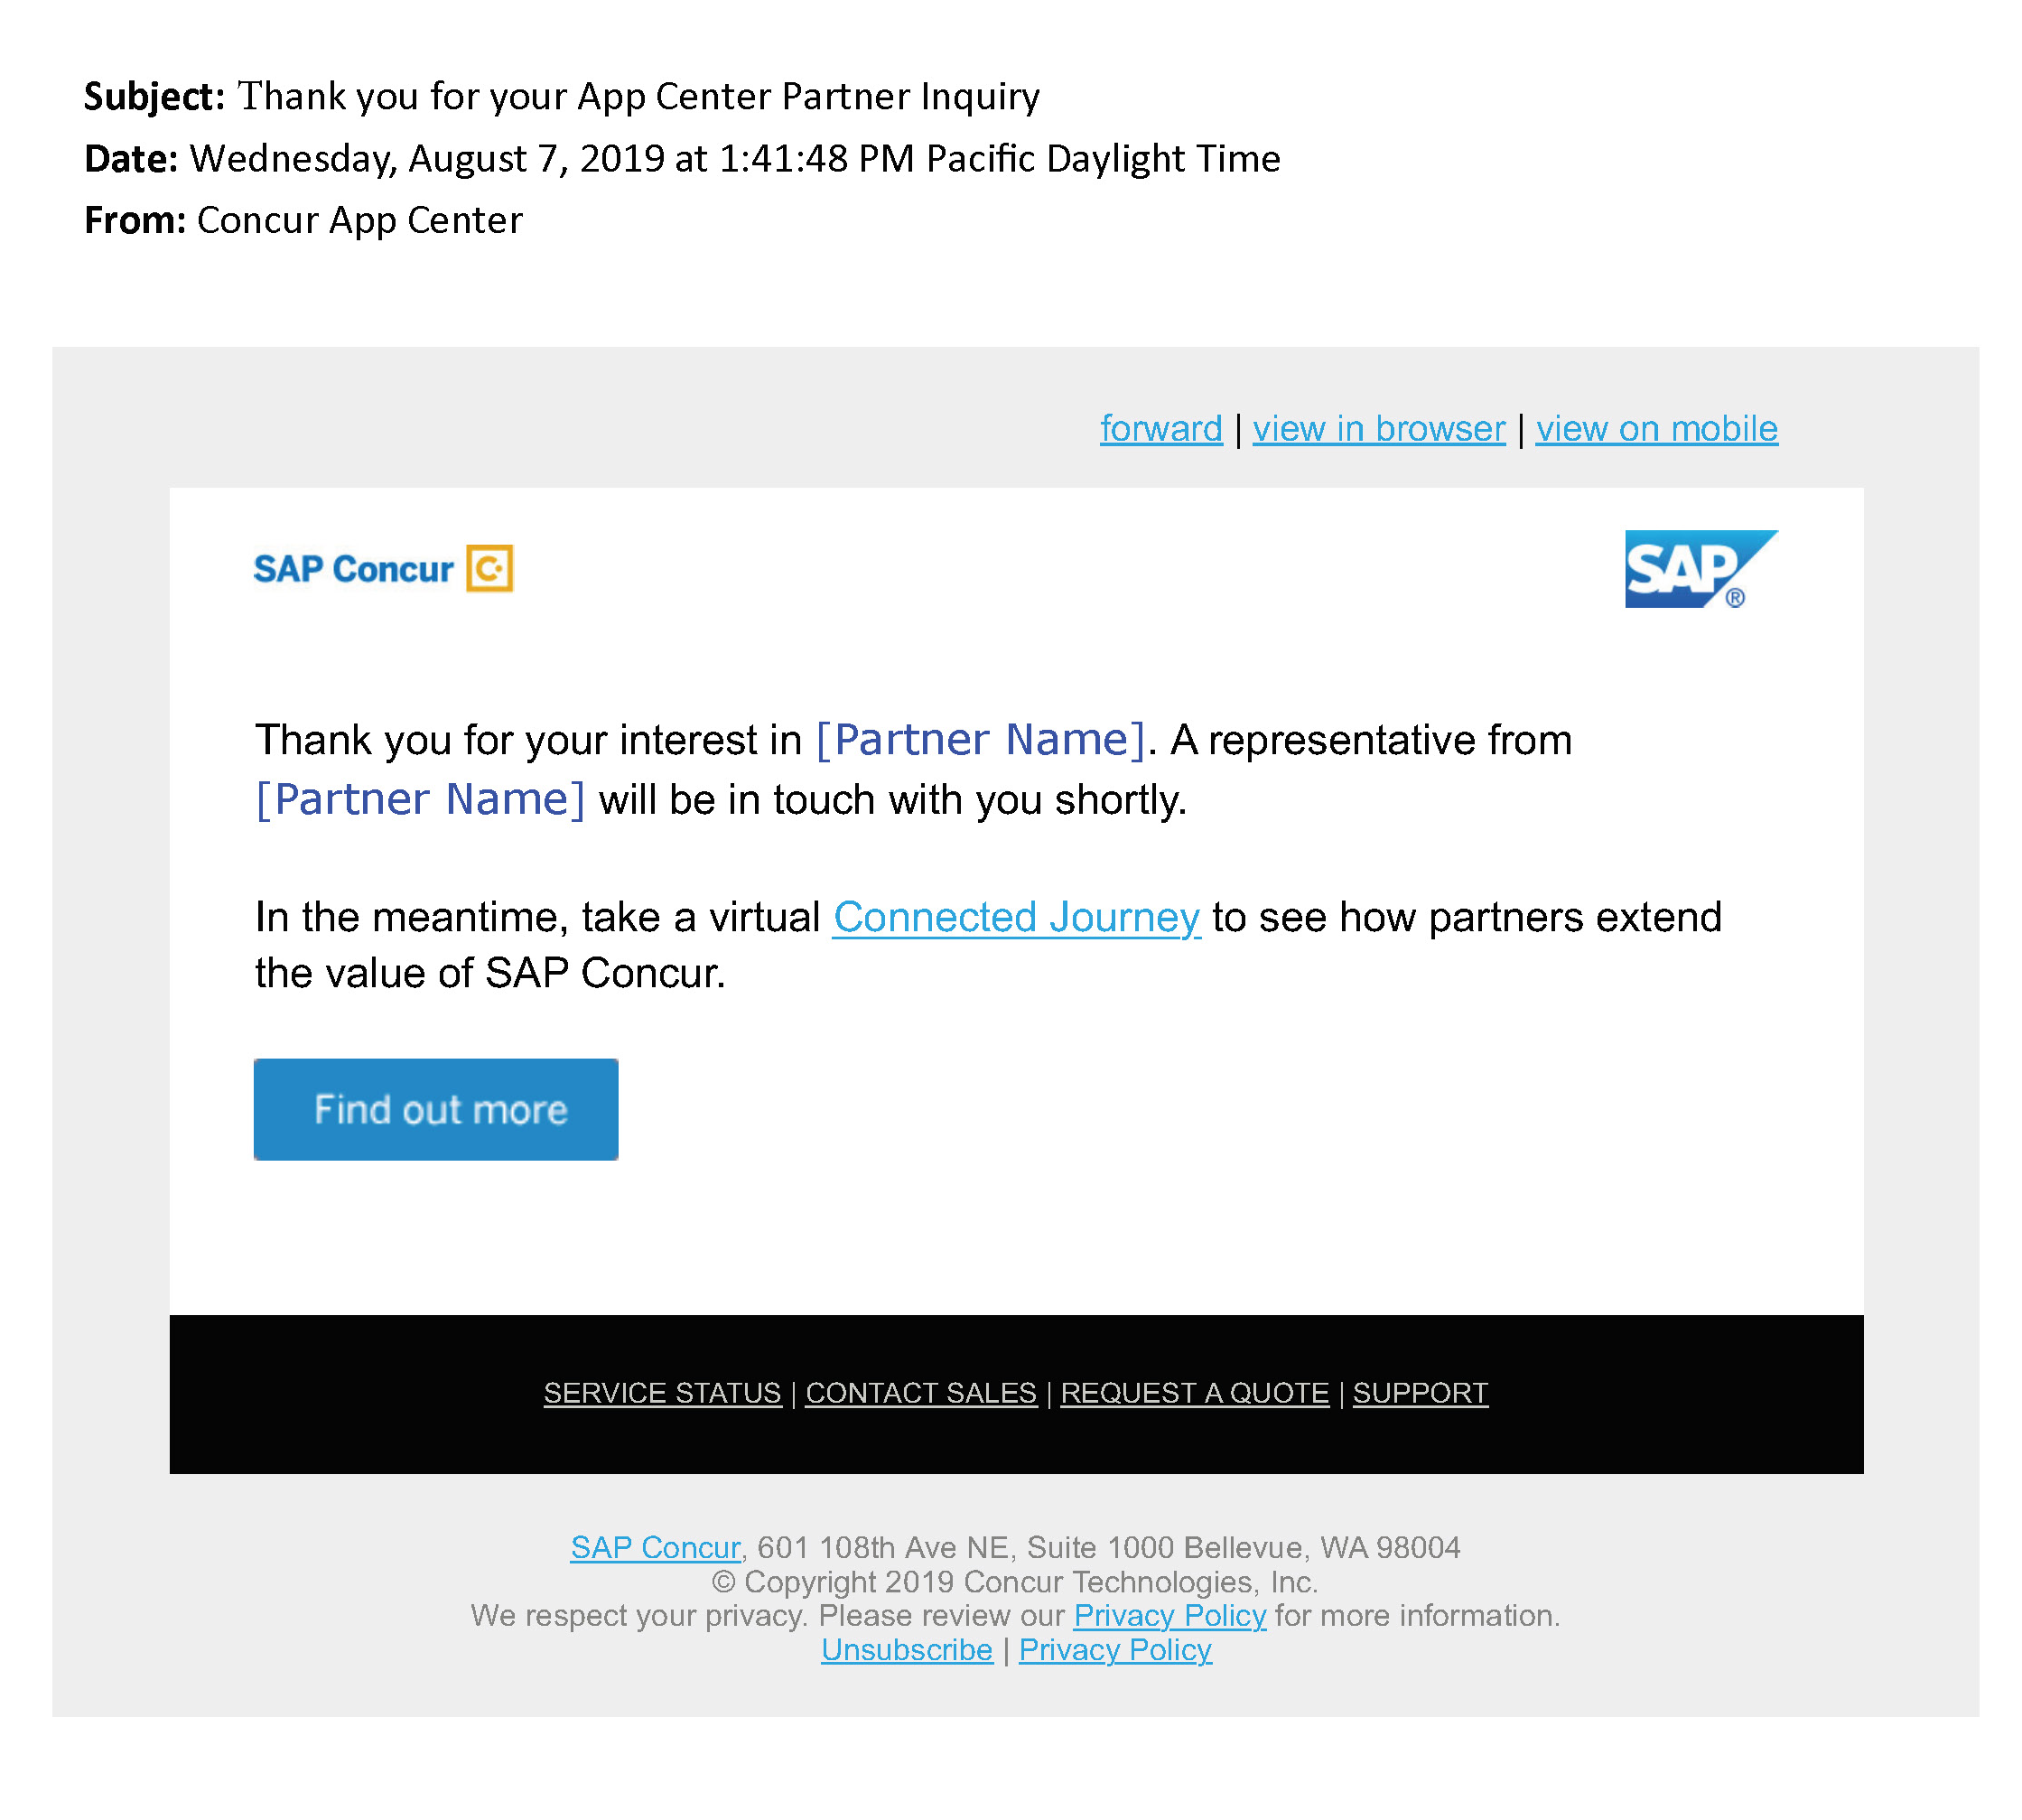 Subject: Thank you for your App Center Partner Inquiry
Date: Wednesday, August 7, 2019 at 1:41:48 PM Pacific Daylight Time
From: Concur App Center
forward | view in browser | view on mobile
SAP Concur C.
SAP ®
Thank you for your interest in [Partner Name]. A representative from
[Partner Name] will be in touch with you shortly.
In the meantime, take a virtual Connected Journey to see how partners extend
the value of SAP Concur.
Find out more
SERVICE STATUS | CONTACT SALES | REQUEST A QUOTE | SUPPORT
SAP Concur, 601 108th Ave NE, Suite 1000 Bellevue, WA 98004
© Copyright 2019 Concur Technologies, Inc.
We respect your privacy. Please review our Privacy Policy for more information.
Unsubscribe | Privacy Policy